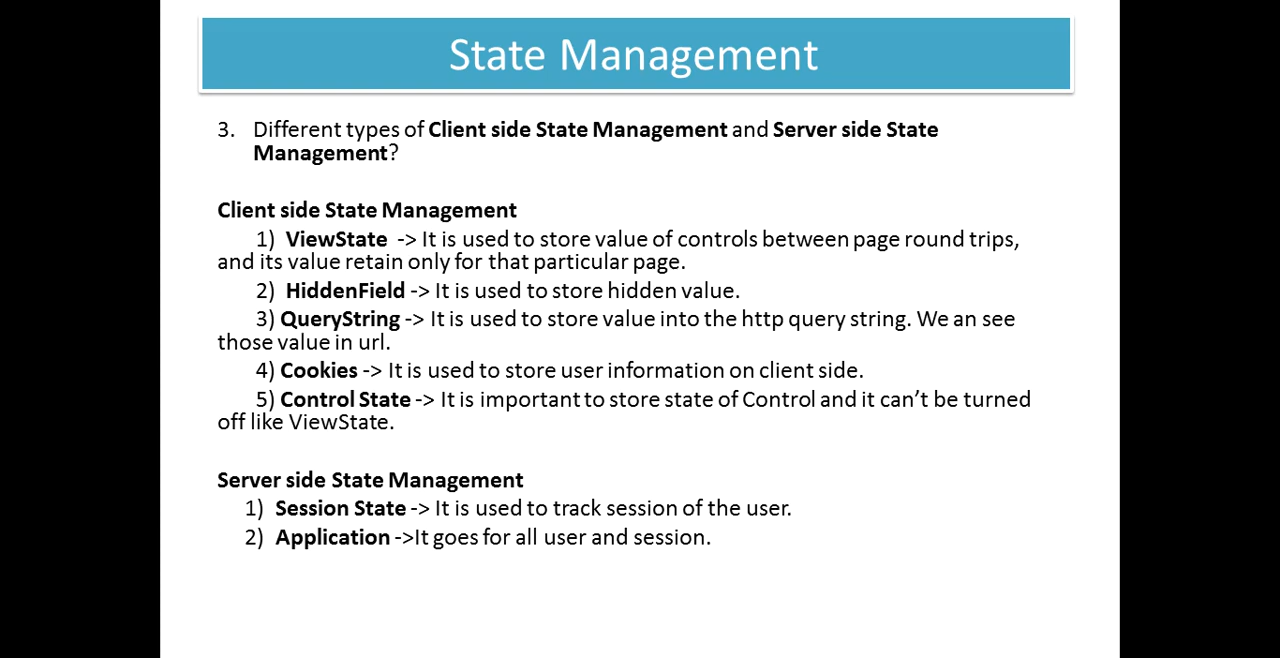 State Management
3. Different types of Client side State Management and Server side State
Management?
Client side State Management
1) ViewState -> It is used to store value of controls between page round trips,
and its value retain only for that particular page.
2) HiddenField -> It is used to store hidden value.
3) QueryString -> It is used to store value into the http query string. We an see
those value in url.
4) Cookies -> It is used to store user information on client side.
5) Control State -> It is important to store state of Control and it can’t be turned
off like ViewState.
Server side State Management
1) Session State -> It is used to track session of the user.
2) Application ->It goes for all user and session.